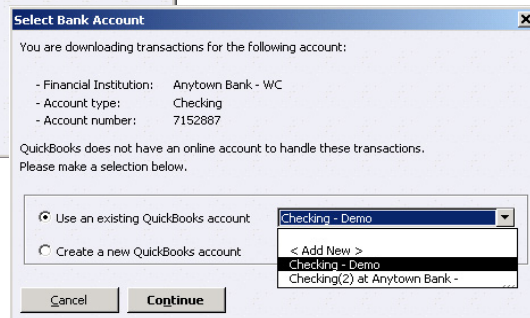 Select Bank Account
You are downloading transactions for the following account:
- Financial Institution: Anytown Bank - WC
- Account type: Checking
- Account number: 7152887
QuickBooks does not have an online account to handle these transactions.
Please make a selection below.
Use an existing QuickBooks account Checking - Demo
< Add New >
Create a new QuickBooks account
Checking - Demo
Checking(2) at Anytown Bank -
Cancel Continue